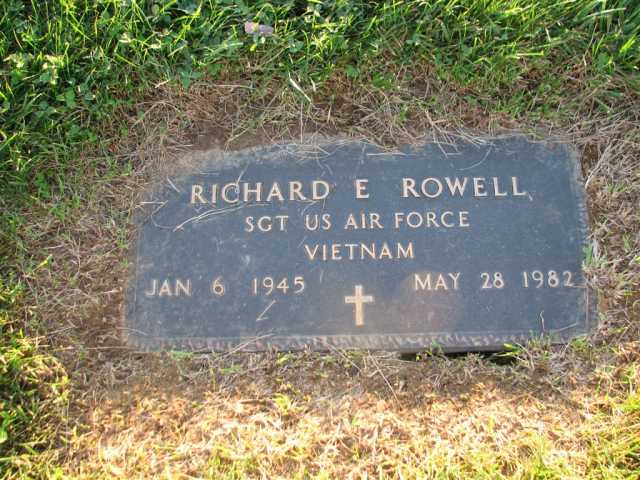 RICHARD E ROWELL
SGT US AIR FORCE
VIETNAM
JAN 6 1945 MAY 28 1982